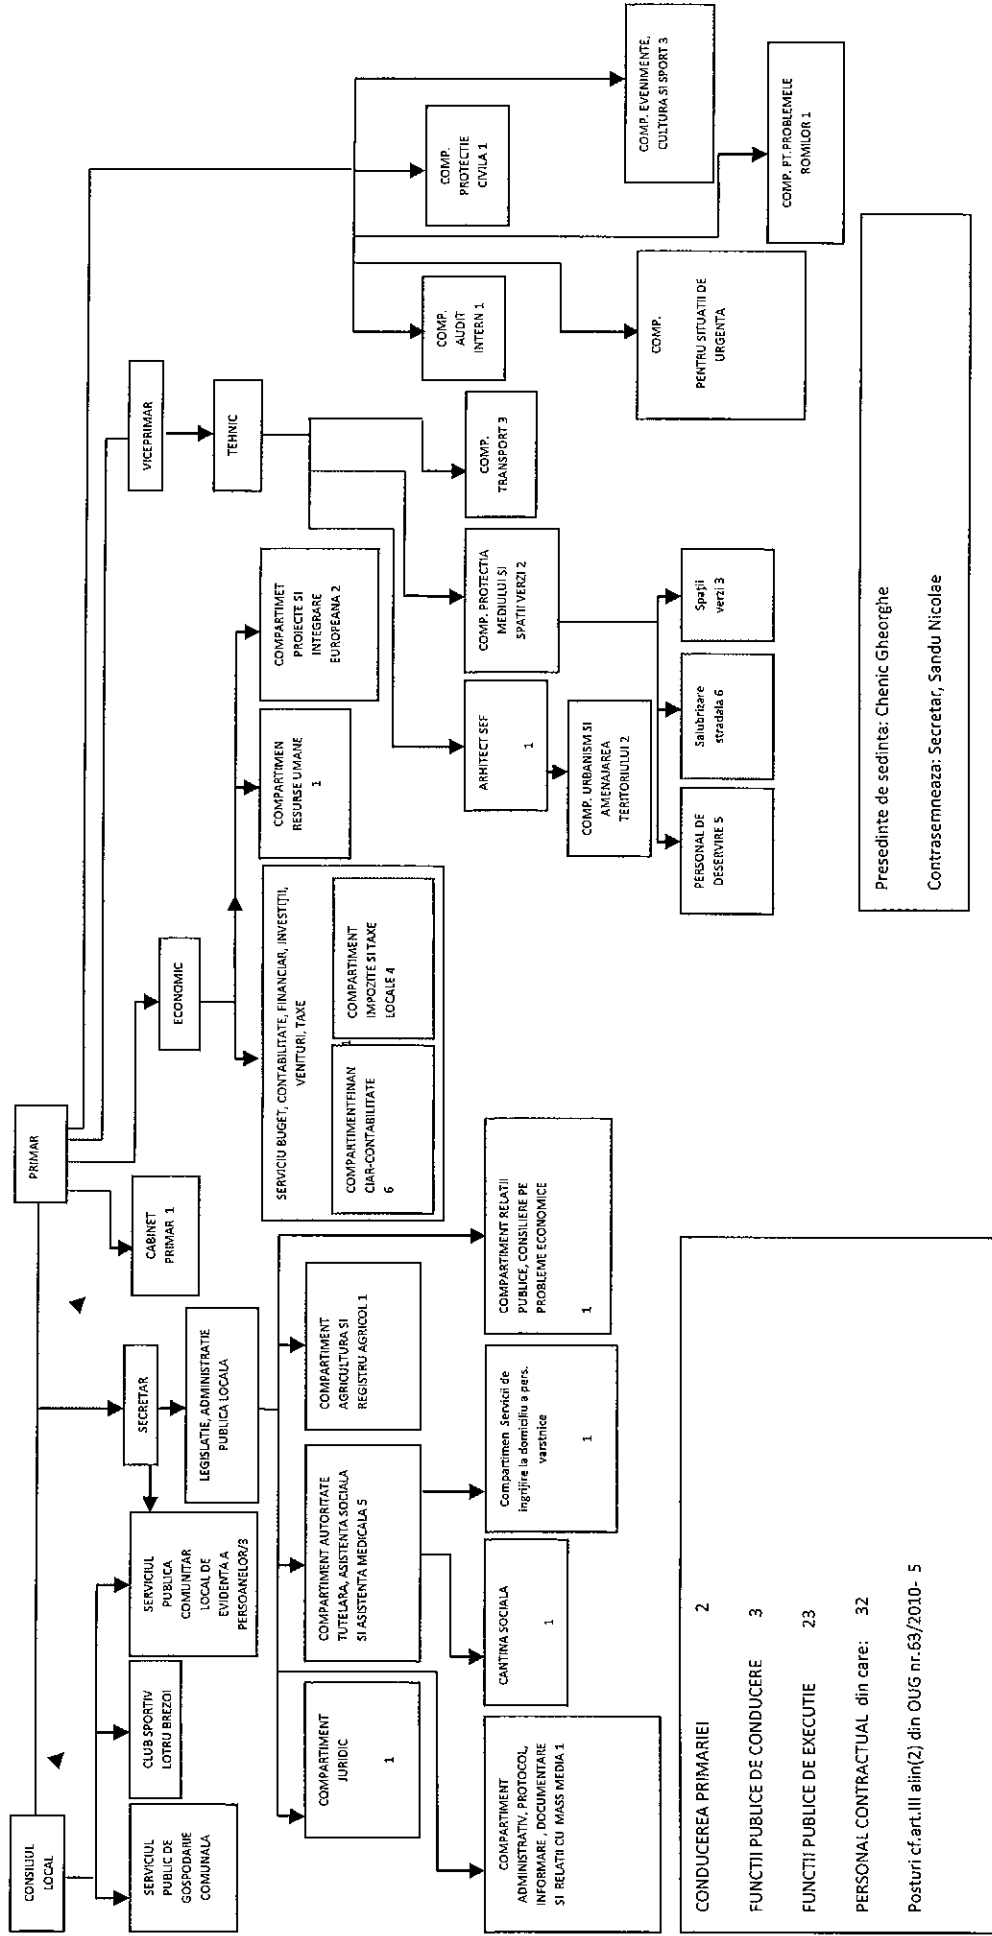 CONSILIUL
LOCAL
PRIMAR
SERVICIUL
PUBLIC DE
GOSPODARIE
COMUNALA
CLUB SPORTIV
LOTRU BREZOI
SERVICIUL
PUBLICA
COMUNITAR
LOCAL DE
EVIDENTA A
PERSOANELOR/3
SECRETAR
LEGISLATIE, ADMINISTRATIE
PUBLICA LOCALA
CABINET
PRIMAR 1
ECONOMIC
VICEPRIMAR
TEHNIC
COMPARTIMENT
JURIDIC
1
COMPARTIMENT AUTORITATE
TUTELARA, ASISTENTA SOCIALA
SI ASISTENTA MEDICALA 5
COMPARTIMENT
AGRICULTURA SI
REGISTRU AGRICOL 1
COMPARTIMENT
ADMINISTRATIV, PROTOCOL,
INFORMARE , DOCUMENTARE
SI RELATII CU MASS MEDIA 1
CANTINA SOCIALA
1
Compartimen Servicii de
ingrijire la domiciliu a pers.
varstnice
1
COMPARTIMENT RELATII
PUBLICE, CONSILIERE PE
PROBLEME ECONOMICE
1
SERVICIU BUGET, CONTABILITATE, FINANCIAR, INVESTIŢII,
VENITURI, TAXE
1
COMPARTIMENTFINAN
CIAR-CONTABILITATE
6
COMPARTIMENT
IMPOZITE SI TAXE
LOCALE 4
COMPARTIMEN
RESURSE UMANE
1
COMPARTIMET
PROIECTE SI
INTEGRARE
EUROPEANA 2
ARHITECT SEF
1
COMP. URBANISM SI
AMENAJAREA
TERITORIULUI 2
COMP. PROTECTIA
MEDIULUI SI
SPATII VERZI 2
COMP.
TRANSPORT 3
PERSONAL DE
DESERVIRE 5
Salubrizare
stradala 6
Spaţii
verzi 3
COMP.
AUDIT
INTERN 1
COMP.
PROTECTIE
CIVILA 1
COMP.
PENTRU SITUATII DE
URGENTA
COMP. EVENIMENTE,
CULTURA SI SPORT 3
COMP. PT.PROBLEMELE
ROMILOR 1
CONDUCEREA PRIMARIEI 2
FUNCTII PUBLICE DE CONDUCERE 3
FUNCTII PUBLICE DE EXECUTIE 23
PERSONAL CONTRACTUAL din care: 32
Posturi cf.art.III alin(2) din OUG nr.63/2010- 5
Presedinte de sedinta: Chenic Gheorghe
Contrasemneaza: Secretar, Sandu Nicolae